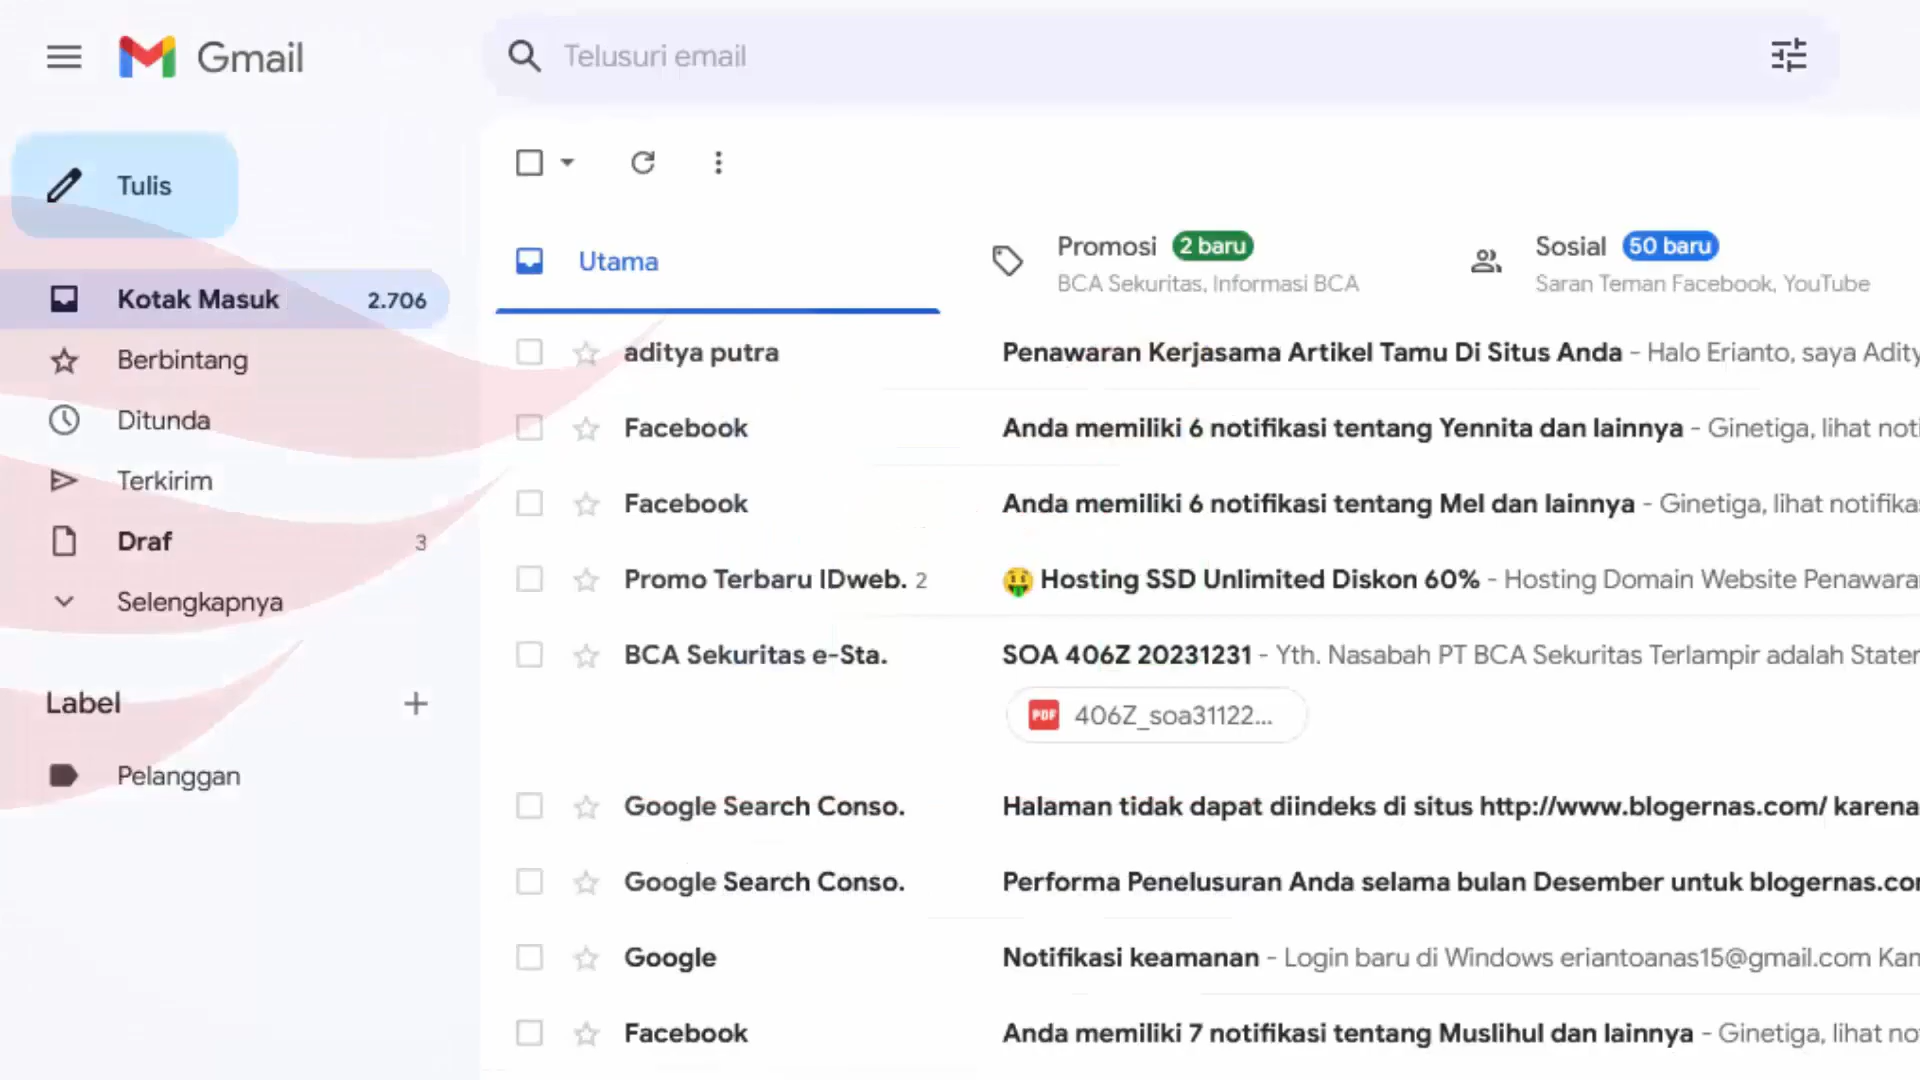 Gmail
Telusuri email
Tulis
Kotak Masuk 2.706
Berbintang
Ditunda
Terkirim
Draf 3
Selengkapnya
Label
Pelanggan
Utama
Promosi 2 baru
BCA Sekuritas, Informasi BCA
Sosial 50 baru
Saran Teman Facebook, YouTube
aditya putra Penawaran Kerjasama Artikel Tamu Di Situs Anda - Halo Erianto, saya Adity
Facebook Anda memiliki 6 notifikasi tentang Yennita dan lainnya - Ginetiga, lihat noti
Facebook Anda memiliki 6 notifikasi tentang Mel dan lainnya - Ginetiga, lihat notifika
Promo Terbaru IDweb. 2 🤑 Hosting SSD Unlimited Diskon 60% - Hosting Domain Website Penawara
BCA Sekuritas e-Sta. SOA 406Z 20231231 - Yth. Nasabah PT BCA Sekuritas Terlampir adalah Stater
PDF 406Z_soa31122...
Google Search Conso. Halaman tidak dapat diindeks di situs http://www.blogernas.com/ karena
Google Search Conso. Performa Penelusuran Anda selama bulan Desember untuk blogernas.co
Google Notifikasi keamanan - Login baru di Windows eriantoanas15@gmail.com Kam
Facebook Anda memiliki 7 notifikasi tentang Muslihul dan lainnya - Ginetiga, lihat no